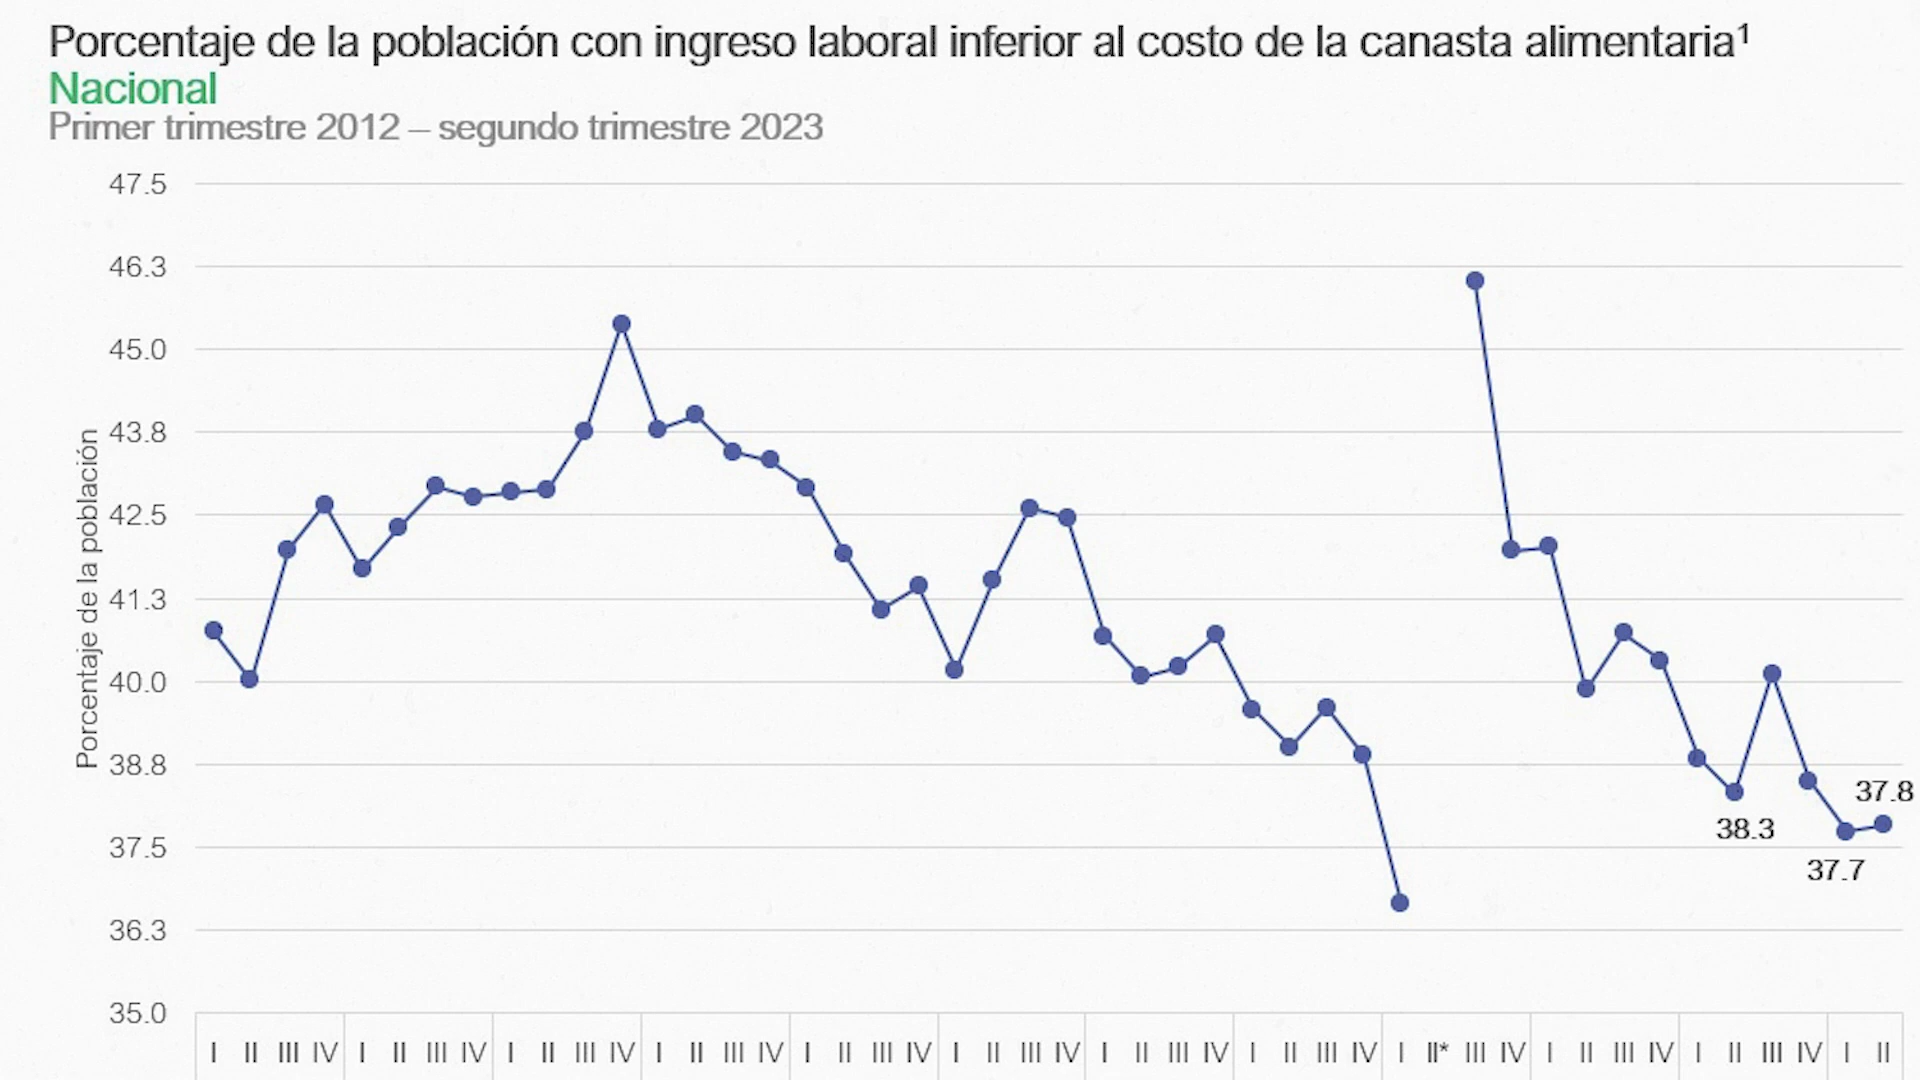 Porcentaje de la población con ingreso laboral inferior al costo de la canasta alimentaria¹
Nacional
Primer trimestre 2012 – segundo trimestre 2023
Porcentaje de la población
47.5
46.3
45.0
43.8
42.5
41.3
40.0
38.8
37.5
36.3
35.0
38.3
37.7
37.8
I II III IV I II III IV I II III IV I II III IV I II III IV I II III IV I II III IV I II III IV I II* III IV I II III IV I II III IV I II